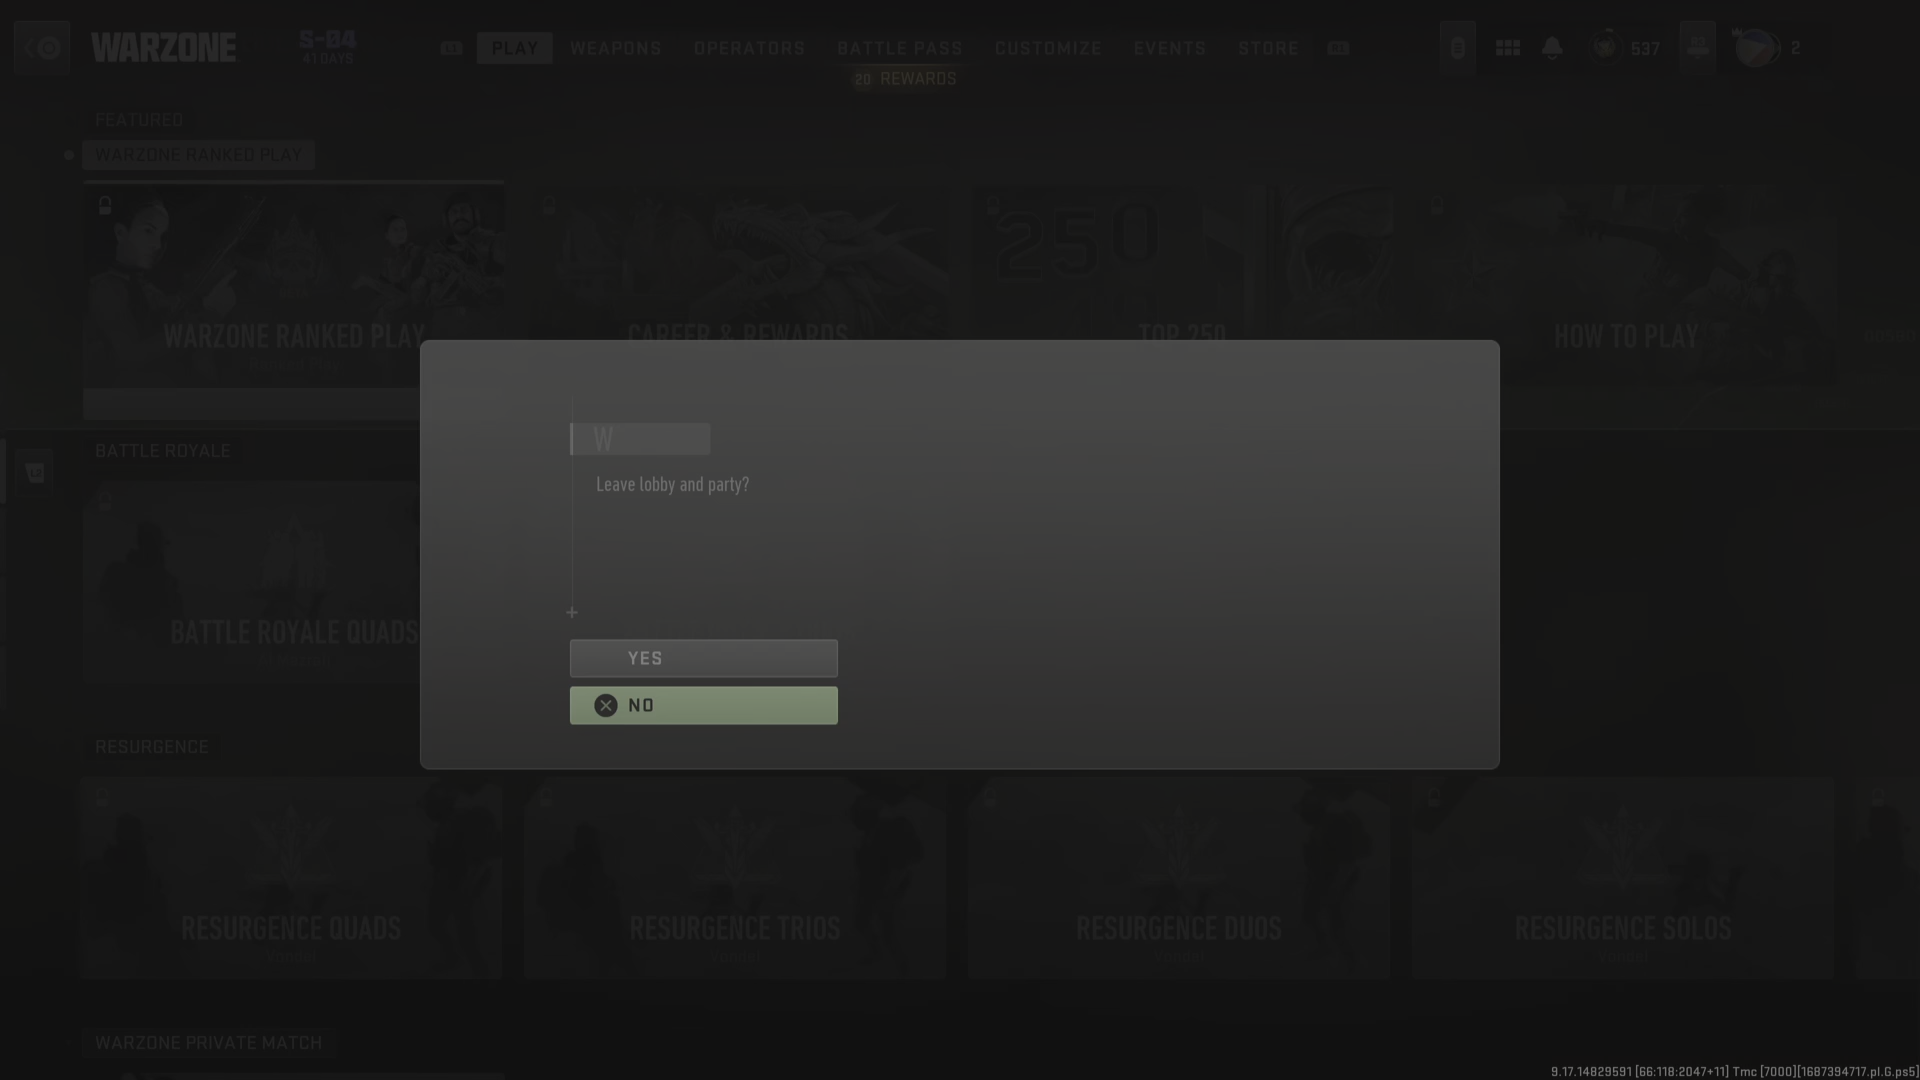 WARZONE
S-04
41 DAYS
PLAY
WEAPONS
OPERATORS
BATTLE PASS
CUSTOMIZE
EVENTS
STORE
537
2
20 REWARDS
FEATURED
WARZONE RANKED PLAY
250
WARZONE RANKED PLAY
CAREER & REWARDS
TOP 250
HOW TO PLAY
RANKED PLAY
W
Leave lobby and party?
BATTLE ROYALE
BATTLE ROYALE QUADS
YES
NO
RESURGENCE
RESURGENCE QUADS
RESURGENCE TRIOS
RESURGENCE DUOS
RESURGENCE SOLOS
WARZONE PRIVATE MATCH
9.17.14829591 [66:118:2047+11] Tmc [7000][1687394717.pl.G.ps5]